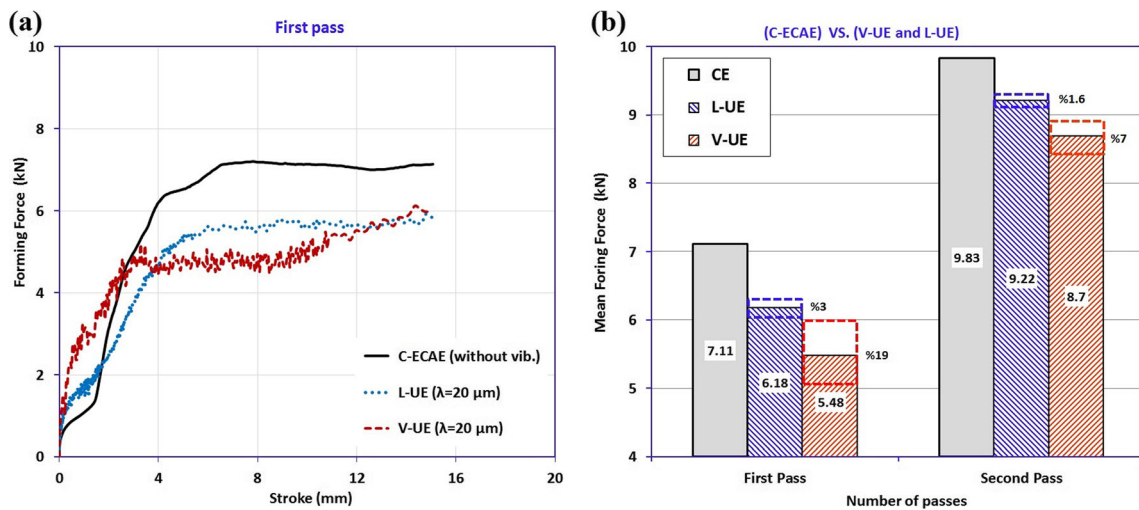 (a)
First pass
10
8
6
4
2
0
Forming Force (kN)
C-ECAE (without vib.)
L-UE (λ=20 μm)
V-UE (λ=20 μm)
0 4 8 12 16 20
Stroke (mm)
(b)
(C-ECAE) VS. (V-UE and L-UE)
10
9
8
7
6
5
4
Mean Foring Force (kN)
CE
L-UE
V-UE
7.11
6.18
5.48
%3
%19
9.83
9.22
8.7
%1.6
%7
First Pass Second Pass
Number of passes